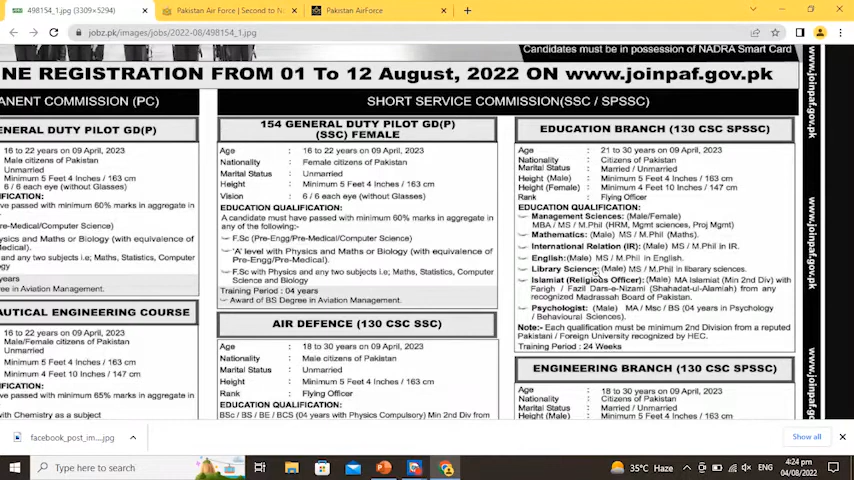 498154_1.jpg (3309×5294)
Pakistan Air Force | Second to N
Pakistan AirForce
jobz.pk/images/jobs/2022-08/498154_1.jpg
Candidates must be in possession of NADRA Smart Card
NE REGISTRATION FROM 01 To 12 August, 2022 ON www.joinpaf.gov.pk
ANENT COMMISSION (PC)
ENERAL DUTY PILOT GD(P)
16 to 22 years on 09 April, 2023
Male citizens of Pakistan
Unmarried
Minimum 5 Feet 4 Inches / 163 cm
6 / 6 each eye (without Glasses)
IFICATION:
ve passed with minimum 60% marks in aggregate in
e/Computer Science)
ysics and Maths or Biology (with equivalence of
edical).
and any two subjects i.e; Maths, Statistics, Computer
ogy
years
egree in Aviation Management.
AUTICAL ENGINEERING COURSE
16 to 22 years on 09 April, 2023
Male/Female citizens of Pakistan
Unmarried
Minimum 5 Feet 4 Inches / 163 cm
Minimum 4 Feet 10 Inches / 147 cm
FICATION:
ve passed with minimum 65% marks in aggregate
with Chemistry as a subject
SHORT SERVICE COMMISSION(SSC / SPSSC)
154 GENERAL DUTY PILOT GD(P)
(SSC) FEMALE
Age : 16 to 22 years on 09 April, 2023
Nationality : Female citizens of Pakistan
Marital Status : Unmarried
Height : Minimum 5 Feet 4 Inches / 163 cm
Vision : 6 / 6 each eye (without Glasses)
EDUCATION QUALIFICATION:
A candidate must have passed with minimum 60% marks in aggregate in
any of the following:-
F.Sc (Pre-Engg/Pre-Medical/Computer Science)
'A' level with Physics and Maths or Biology (with equivalence of
Pre-Engg/Pre-Medical).
F.Sc with Physics and any two subjects i.e; Maths, Statistics, Computer
Science and Biology
Training Period : 04 years
Award of BS Degree in Aviation Management.
AIR DEFENCE (130 CSC SSC)
Age : 18 to 30 years on 09 April, 2023
Nationality : Male citizens of Pakistan
Marital Status : Unmarried
Height : Minimum 5 Feet 4 Inches / 163 cm
Rank : Flying Officer
EDUCATION QUALIFICATION:
BSc / BS / BE / BCS (04 years with Physics Compulsory) Min 2nd Div from
EDUCATION BRANCH (130 CSC SPSSC)
Age : 21 to 30 years on 09 April, 2023
Nationality : Citizens of Pakistan
Marital Status : Married / Unmarried
Height (Male) : Minimum 5 Feet 4 Inches / 163 cm
Height (Female) : Minimum 4 Feet 10 Inches / 147 cm
Rank : Flying Officer
EDUCATION QUALIFICATION:
Management Sciences: (Male/Female)
MBA / MS / M.Phil (HRM, Mgmt Sciences, Proj Mgmt)
Mathematics: (Male) MS / M.Phil (Maths).
International Relation (IR): (Male) MS / M.Phil in IR.
English:(Male) MS / M.Phil in English.
Library Science: (Male) MS / M.Phil in libarary sciences.
Islamiat (Religious Officer): MA Islamiat (Min 2nd Div) with
Farigh / Fazil Dars-e-Nizami (Shahadat-ul-Alamiah) from any
recognized Madrassah Board of Pakistan.
Psychologist: (Male) MA / Msc / BS (04 years in Psychology
/ Behavioural Sciences).
Note:- Each qualification must be minimum 2nd Division from a reputed
Pakistani / Foreign University recognized by HEC.
Training Period : 24 Weeks
ENGINEERING BRANCH (130 CSC SPSSC)
Age : 18 to 30 years on 09 April, 2023
Nationality : Citizens of Pakistan
Marital Status : Married / Unmarried
Height (Male) : Minimum 5 Feet 4 Inches / 163 cm
www.joinpaf.gov.pk
www.joinpaf.go
facebook_post_im....jpg
Show all
Type here to search
35°C Haze
ENG
4:24 pm
04/08/2022